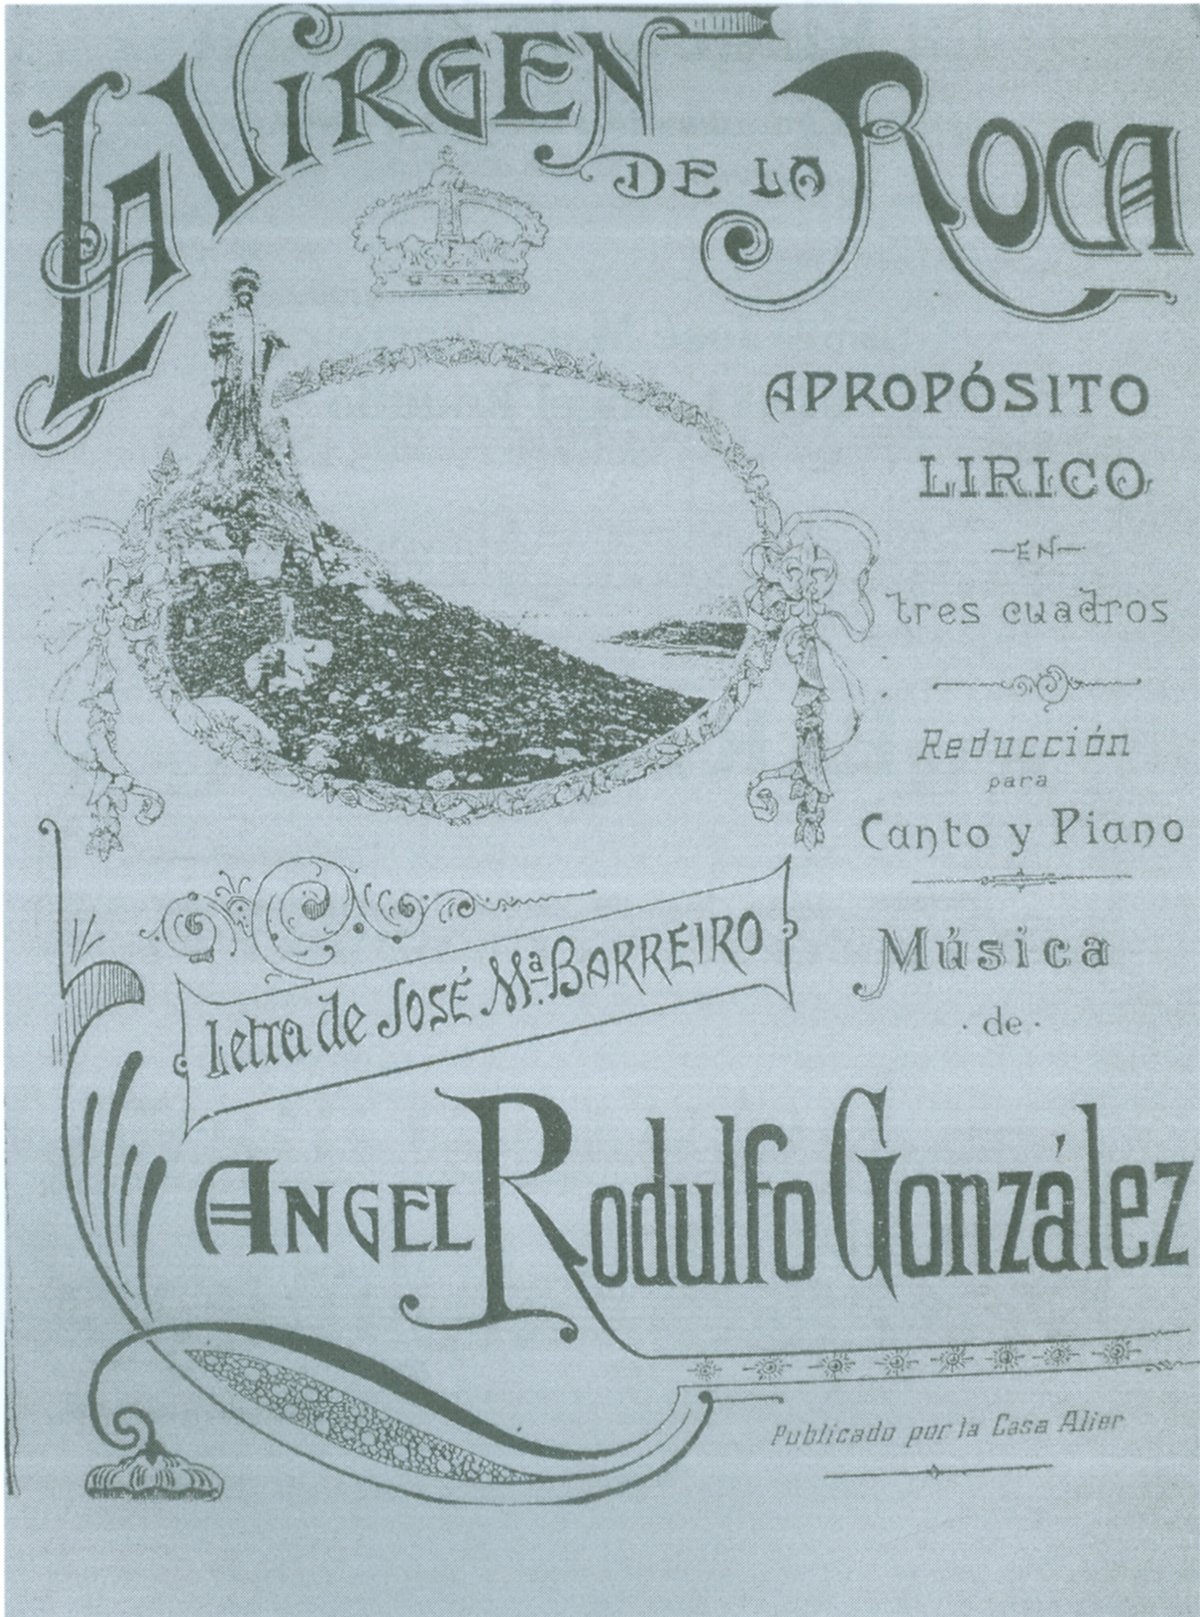 LA VIRGEN
DE LA ROCA
APROPÓSITO
LIRICO
EN
tres cuadros
Reducción
para
Canto y Piano
Letra de JOSÉ Mª. BARREIRO
Música
· de ·
ANGEL Rodulfo González
Publicado por la Casa Alier